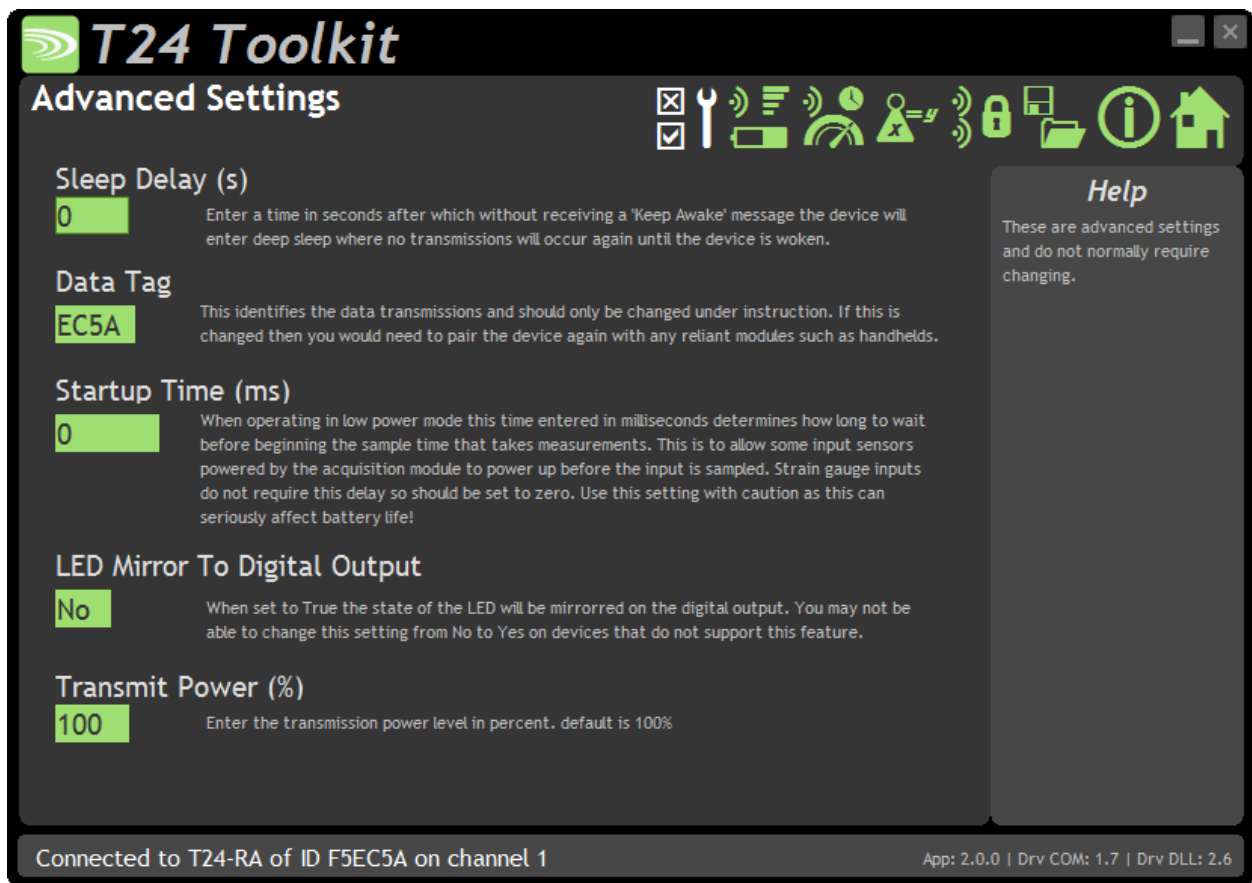 T24 Toolkit
Advanced Settings
x=y
Sleep Delay (s)
0
Enter a time in seconds after which without receiving a 'Keep Awake' message the device will
enter deep sleep where no transmissions will occur again until the device is woken.
Data Tag
EC5A
This identifies the data transmissions and should only be changed under instruction. If this is
changed then you would need to pair the device again with any reliant modules such as handhelds.
Startup Time (ms)
0
When operating in low power mode this time entered in milliseconds determines how long to wait
before beginning the sample time that takes measurements. This is to allow some input sensors
powered by the acquisition module to power up before the input is sampled. Strain gauge inputs
do not require this delay so should be set to zero. Use this setting with caution as this can
seriously affect battery life!
LED Mirror To Digital Output
No
When set to True the state of the LED will be mirrorred on the digital output. You may not be
able to change this setting from No to Yes on devices that do not support this feature.
Transmit Power (%)
100
Enter the transmission power level in percent. default is 100%
Help
These are advanced settings
and do not normally require
changing.
Connected to T24-RA of ID F5EC5A on channel 1
App: 2.0.0 | Drv COM: 1.7 | Drv DLL: 2.6